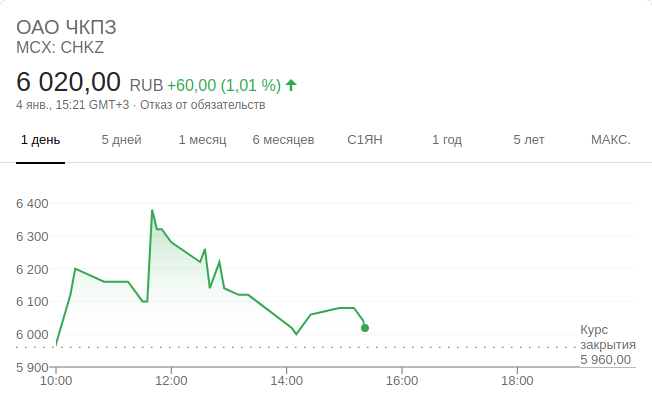 ОАО ЧКПЗ
MCX: CHKZ
6 020,00 RUB +60,00 (1,01 %)
4 янв., 15:21 GMT+3 · Отказ от обязательств
1 день 5 дней 1 месяц 6 месяцев С1ЯН 1 год 5 лет МАКС.
6 400
6 300
6 200
6 100
6 000
5 900
Курс
закрытия
5 960,00
10:00 12:00 14:00 16:00 18:00